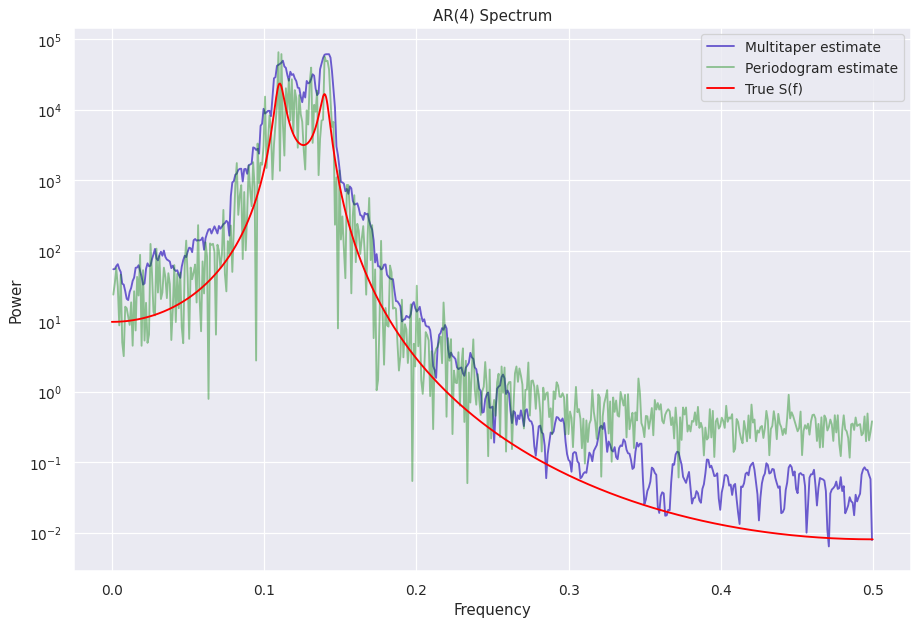 AR(4) Spectrum
Multitaper estimate
Periodogram estimate
True S(f)
Power
10^5
10^4
10^3
10^2
10^1
10^0
10^−1
10^−2
0.0 0.1 0.2 0.3 0.4 0.5
Frequency